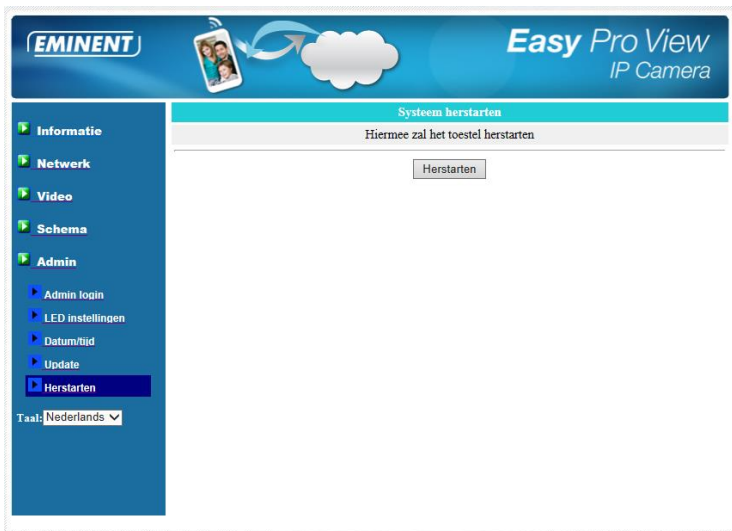 EMINENT
Easy Pro View
IP Camera
Informatie
Netwerk
Video
Schema
Admin
Admin login
LED instellingen
Datum/tijd
Update
Herstarten
Taal: Nederlands
Systeem herstarten
Hiermee zal het toestel herstarten
Herstarten